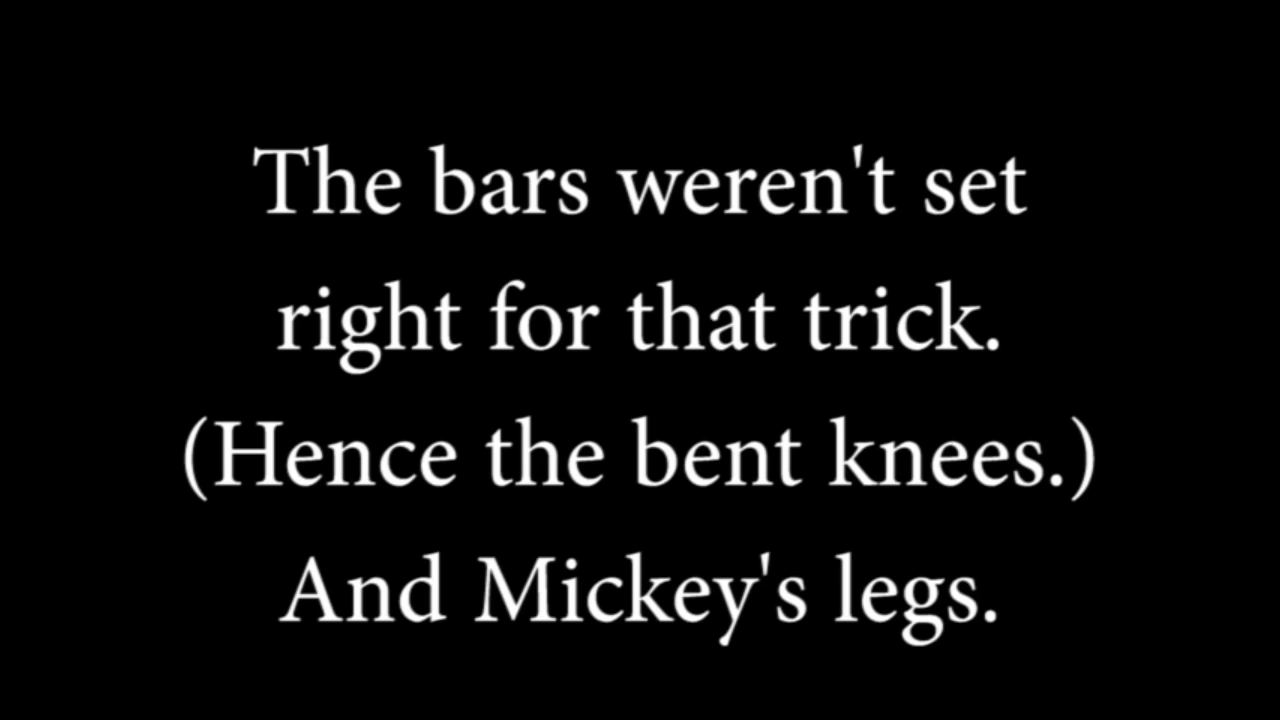 The bars weren't set
right for that trick.
(Hence the bent knees.)
And Mickey's legs.